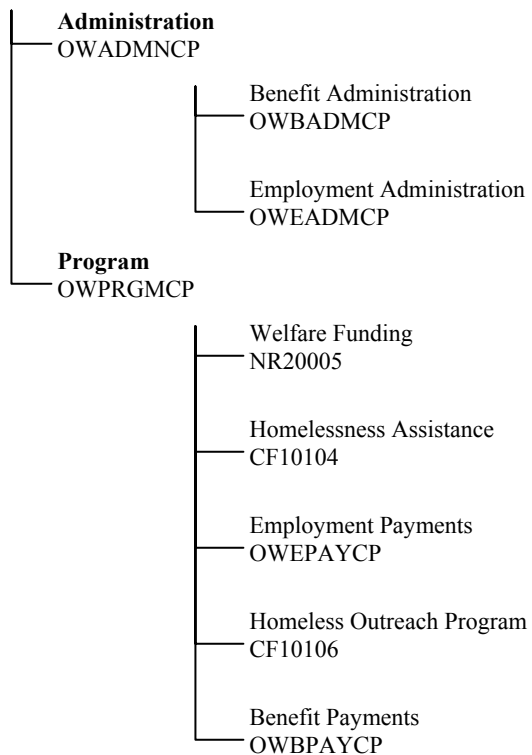 Administration
OWADMNCP
Benefit Administration
OWBADMCP
Employment Administration
OWEADMCP
Program
OWPRGMCP
Welfare Funding
NR20005
Homelessness Assistance
CF10104
Employment Payments
OWEPAYCP
Homeless Outreach Program
CF10106
Benefit Payments
OWBPAYCP